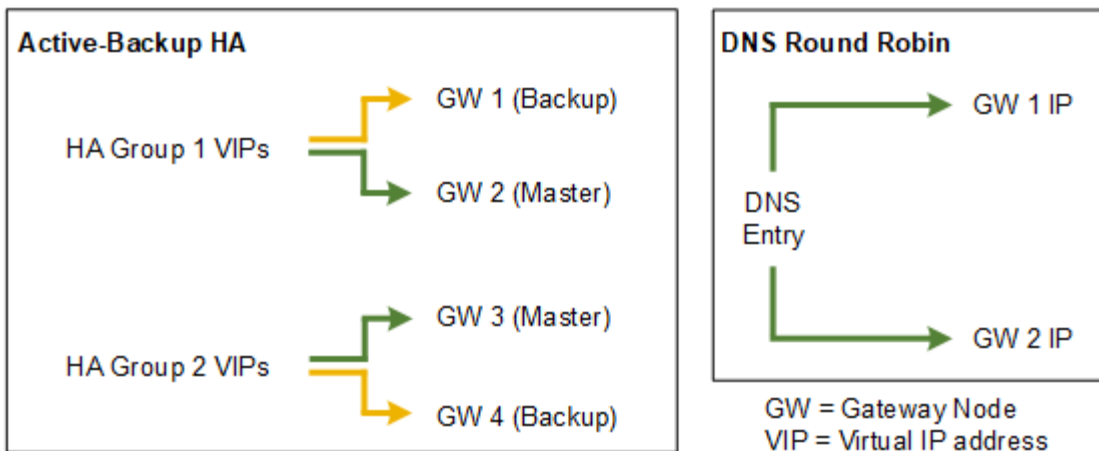 Active-Backup HA
GW 1 (Backup)
HA Group 1 VIPs
GW 2 (Master)
GW 3 (Master)
HA Group 2 VIPs
GW 4 (Backup)
DNS Round Robin
GW 1 IP
DNS
Entry
GW 2 IP
GW = Gateway Node
VIP = Virtual IP address